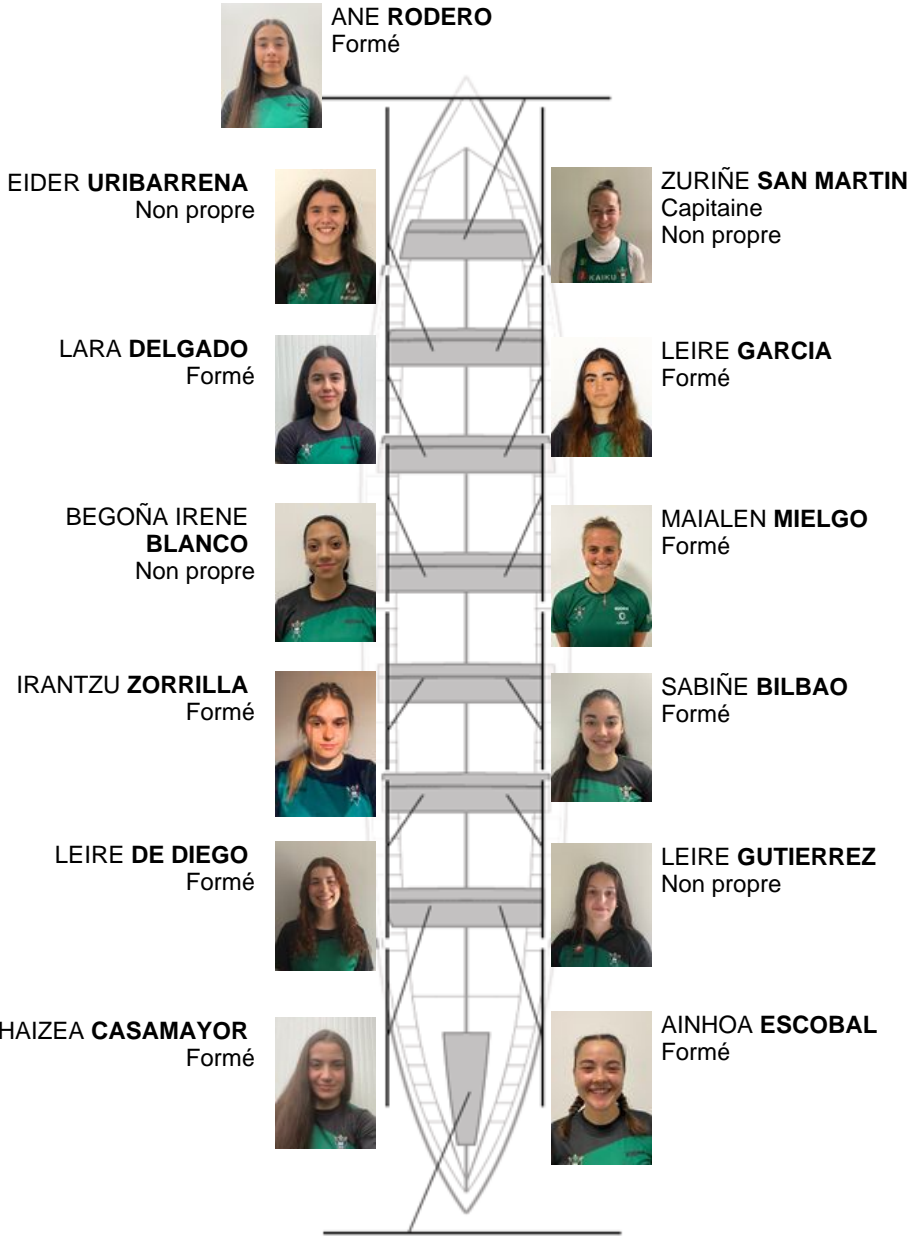 ANE RODERO
Formé
EIDER URIBARRENA
Non propre
ZURIÑE SAN MARTIN
Capitaine
Non propre
LARA DELGADO
Formé
LEIRE GARCIA
Formé
BEGOÑA IRENE
BLANCO
Non propre
MAIALEN MIELGO
Formé
IRANTZU ZORRILLA
Formé
SABIÑE BILBAO
Formé
LEIRE DE DIEGO
Formé
LEIRE GUTIERREZ
Non propre
HAIZEA CASAMAYOR
Formé
AINHOA ESCOBAL
Formé
KAIKU